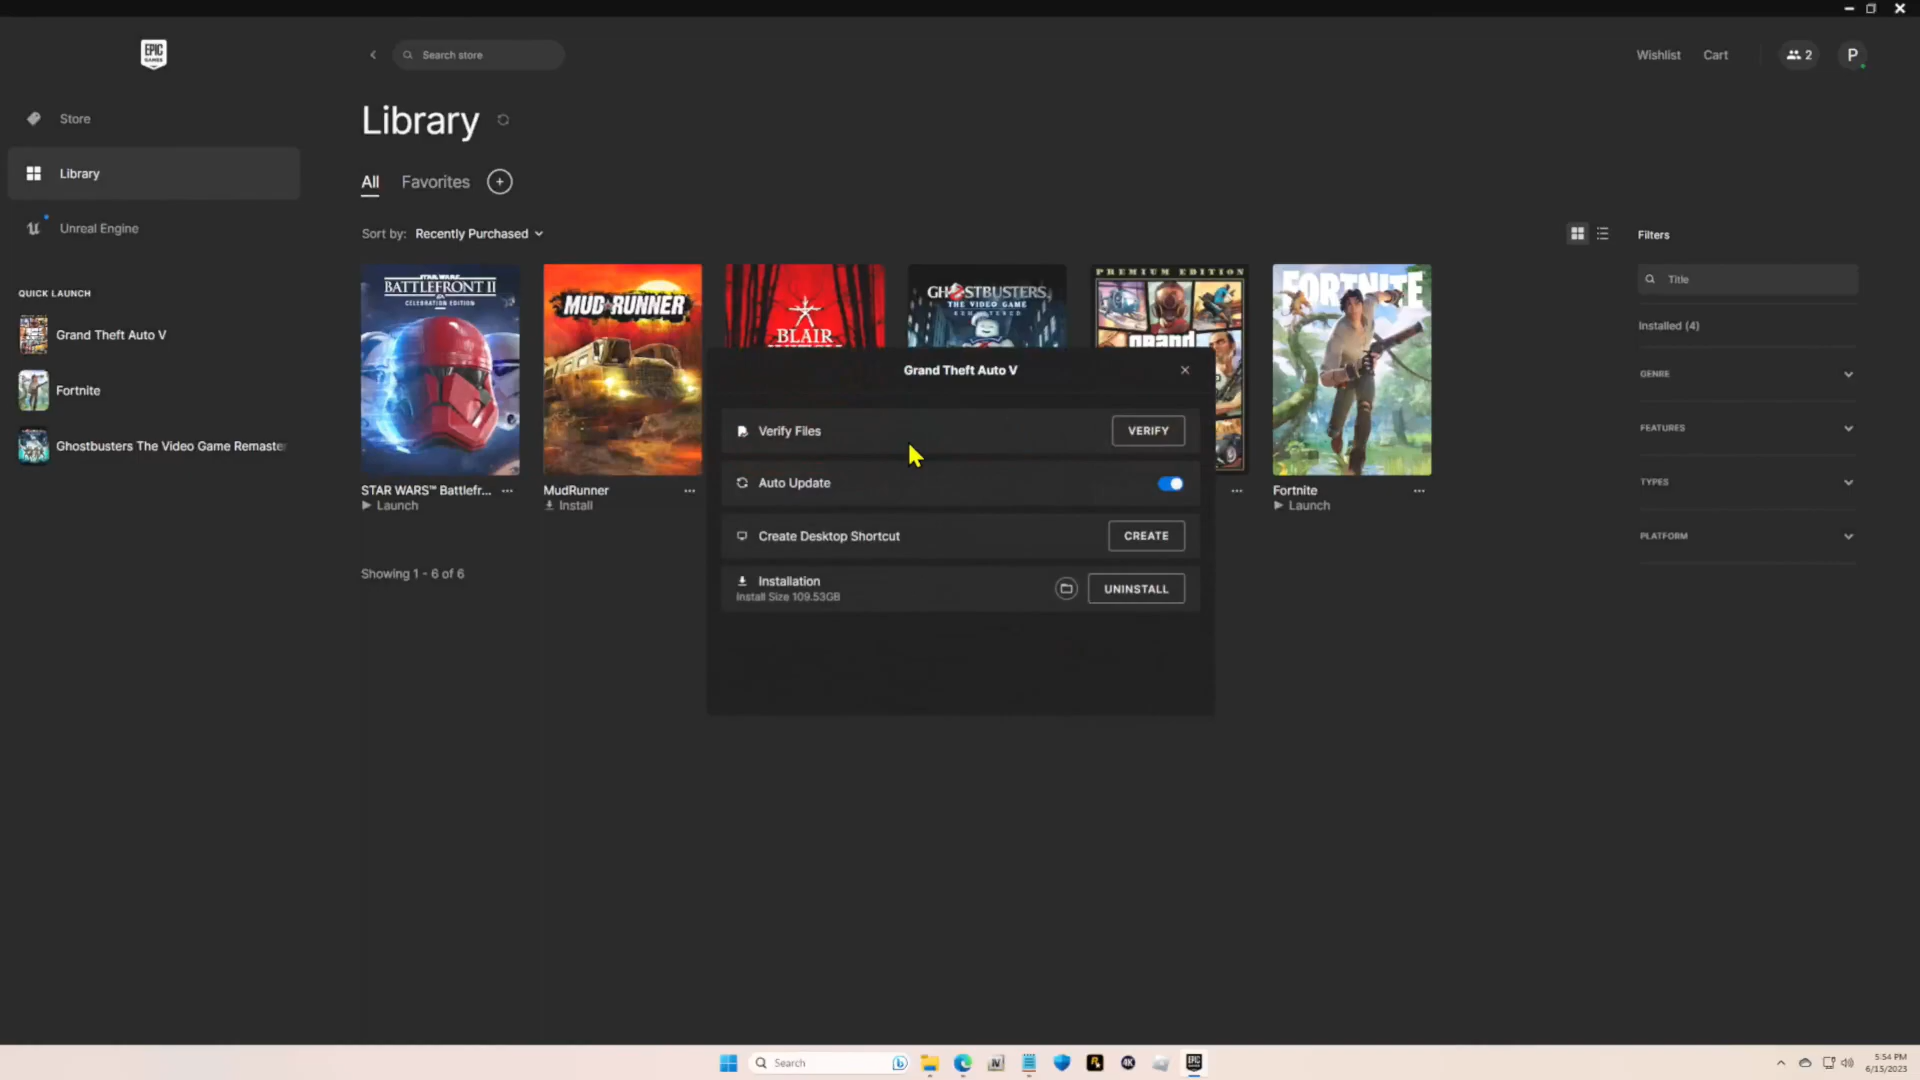 EPIC
GAMES
Search store
Wishlist
Cart
2
P
Store
Library
Library
Unreal Engine
All
Favorites
Sort by:
Recently Purchased
Filters
Title
Installed (4)
GENRE
FEATURES
TYPES
PLATFORM
QUICK LAUNCH
Grand Theft Auto V
Fortnite
Ghostbusters The Video Game Remaster
STAR WARS
BATTLEFRONT II
CELEBRATION EDITION
MUDRUNNER
BLAIR
GHOSTBUSTERS
THE VIDEO GAME
REMASTERED
PREMIUM EDITION
FORTNITE
Grand Theft Auto V
Verify Files
VERIFY
Auto Update
Create Desktop Shortcut
CREATE
Installation
Install Size 109.53GB
UNINSTALL
STAR WARS™ Battlefr...
Launch
MudRunner
Install
Fortnite
Launch
Showing 1 - 6 of 6
Search
4K
EPIC
GAMES
5:54 PM
6/15/2023